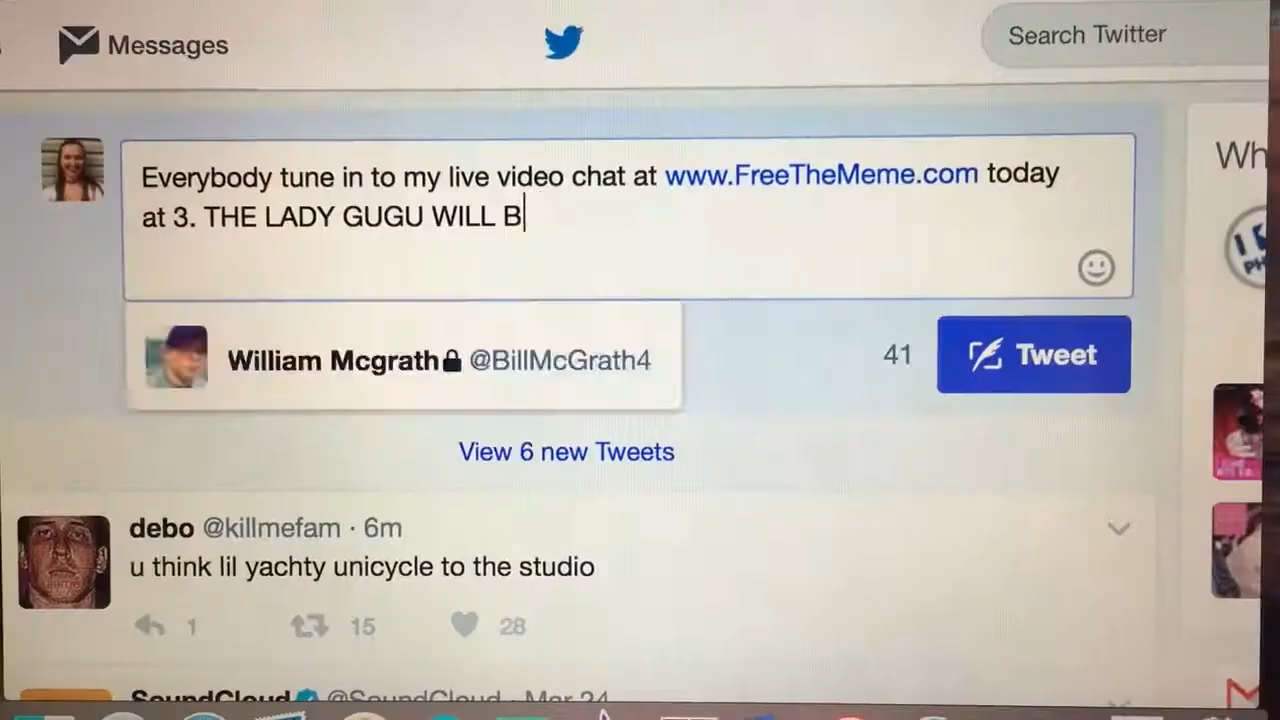 Messages
Search Twitter
Everybody tune in to my live video chat at www.FreeTheMeme.com today
at 3. THE LADY GUGU WILL B
William Mcgrath @BillMcGrath4
41
Tweet
View 6 new Tweets
debo @killmefam · 6m
u think lil yachty unicycle to the studio
1 15 28
SoundCloud @SoundCloud · Mar 24
Wh